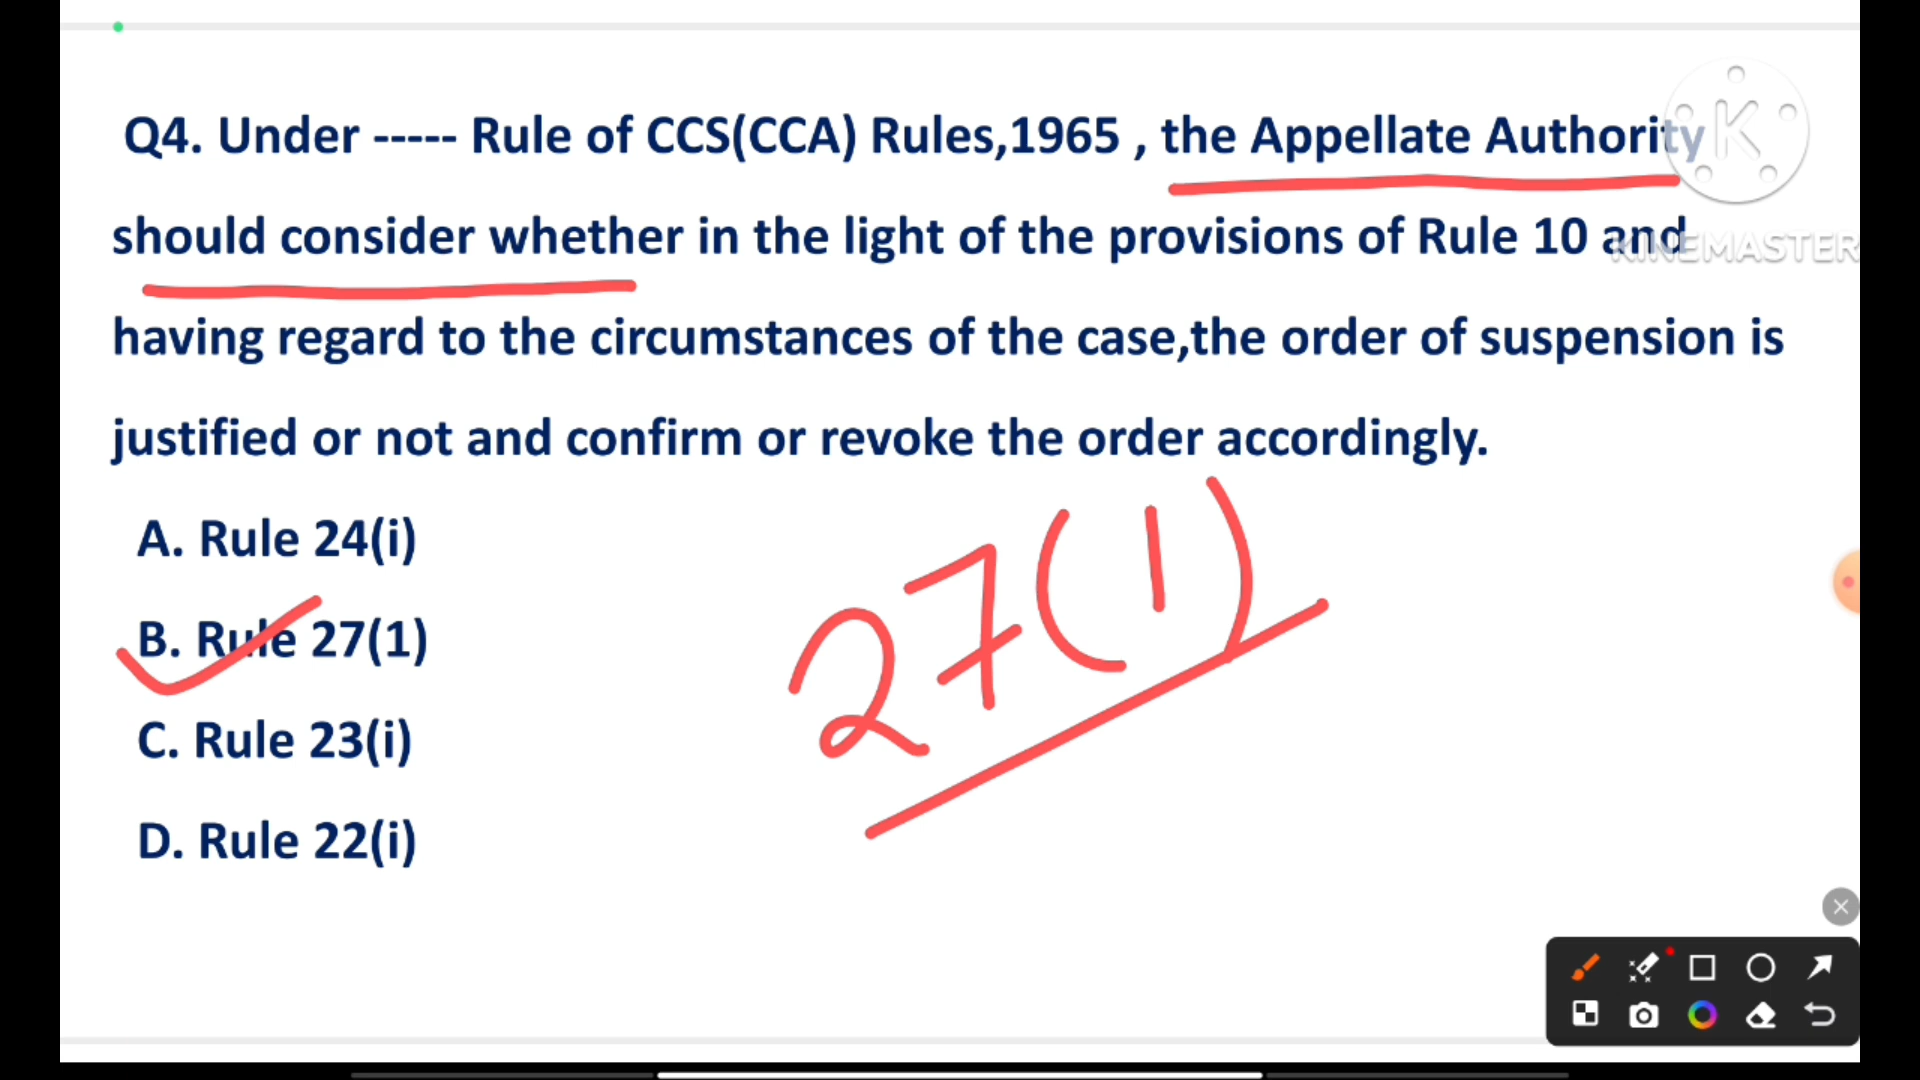 Q4. Under ----- Rule of CCS(CCA) Rules,1965 , the Appellate Authority
should consider whether in the light of the provisions of Rule 10 and
having regard to the circumstances of the case,the order of suspension is
justified or not and confirm or revoke the order accordingly.
A. Rule 24(i)
B. Rule 27(1)
C. Rule 23(i)
D. Rule 22(i)
27(1)
K
KINEMASTER